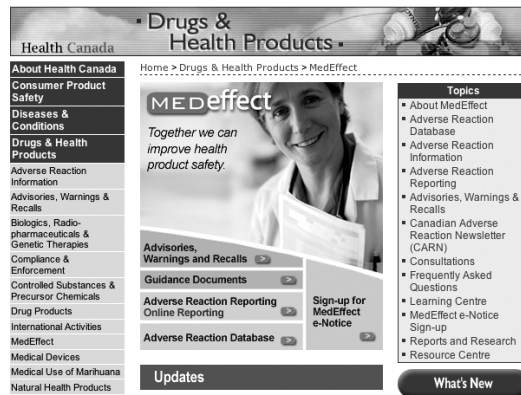 Drugs &
Health Products
Health Canada
About Health Canada
Consumer Product
Safety
Diseases &
Conditions
Drugs & Health
Products
Adverse Reaction
Information
Advisories, Warnings &
Recalls
Biologics, Radio-
pharmaceuticals &
Genetic Therapies
Compliance &
Enforcement
Controlled Substances &
Precursor Chemicals
Drug Products
International Activities
MedEffect
Medical Devices
Medical Use of Marihuana
Natural Health Products
Home > Drugs & Health Products > MedEffect
MEDeffect
Together we can
improve health
product safety.
Advisories,
Warnings and Recalls
Guidance Documents
Adverse Reaction Reporting
Online Reporting
Adverse Reaction Database
Sign-up for
MedEffect
e-Notice
Updates
Topics
About MedEffect
Adverse Reaction
Database
Adverse Reaction
Information
Adverse Reaction
Reporting
Advisories, Warnings &
Recalls
Canadian Adverse
Reaction Newsletter
(CARN)
Consultations
Frequently Asked
Questions
Learning Centre
MedEffect e-Notice
Sign-up
Reports and Research
Resource Centre
What's New